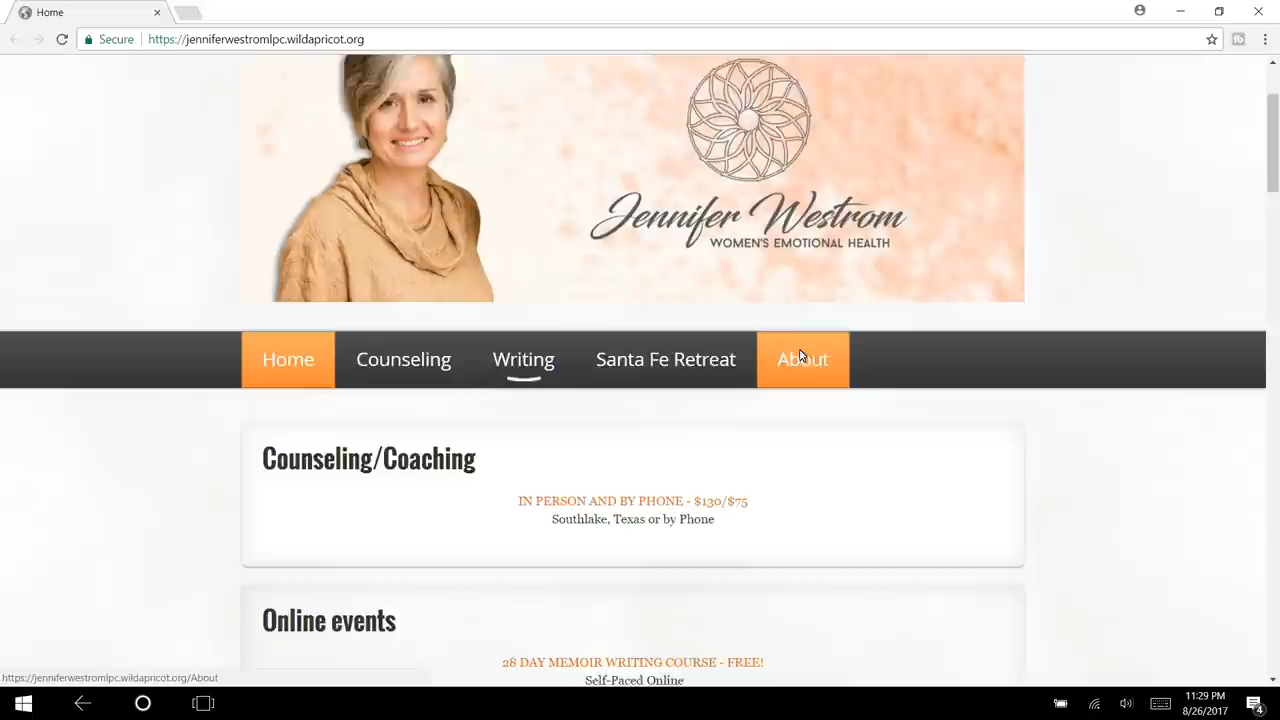 Home
Secure
https://jenniferwestromlpc.wildapricot.org
Jennifer Westrom
WOMEN'S EMOTIONAL HEALTH
Home
Counseling
Writing
Santa Fe Retreat
About
Counseling/Coaching
IN PERSON AND BY PHONE - $130/$75
Southlake, Texas or by Phone
Online events
28 DAY MEMOIR WRITING COURSE - FREE!
Self-Paced Online
https://jenniferwestromlpc.wildapricot.org/About
11:29 PM
8/26/2017
4